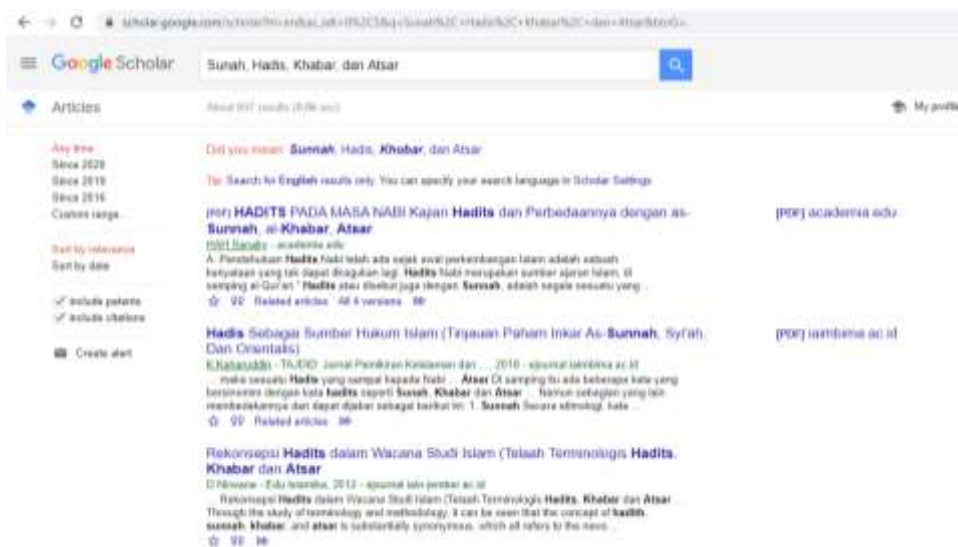 Google Scholar
Sunah, Hadis, Khabar, dan Atsar
Articles
My profile
Any time
Since 2020
Since 2019
Since 2016
Custom range...
Sort by relevance
Sort by date
include patents
include citations
Create alert
Did you mean: Sunnah, Hadis, Khobar, dan Atsar
Tip: Search for English results only. You can specify your search language in Scholar Settings.
[PDF] HADITS PADA MASA NABI Kajian Hadits dan Perbedaannya dengan as-
Sunnah, al-Khabar, Atsar
[PDF] academia.edu
academia.edu
A. Pendahuluan Hadits Nabi telah ada sejak awal perkembangan Islam adalah sebuah
kenyataan yang tak dapat diragukan lagi. Hadits Nabi merupakan sumber ajaran Islam, di
samping al-Qur'an. Hadits atau disebut juga dengan Sunnah, adalah segala sesuatu yang ...
Related articles All 4 versions
Hadis Sebagai Sumber Hukum Islam (Tinjauan Paham Inkar As-Sunnah, Syi'ah,
Dan Orientalis)
[PDF] iaimbima.ac.id
K Kaharuddin - TAJDID: Jurnal Pemikiran Keislaman dan ..., 2018 - ejournal.iaimbima.ac.id
... maka sesuatu Hadis yang sampai kepada Nabi ... Atsar Di samping itu ada beberapa kata yang
bersinonim dengan kata hadits seperti Sunah, Khabar dan Atsar ... Namun sebagian yang lain
membedakannya dan dapat dijabar sebagai berikut ini: 1. Sunnah Secara etimologi, kata ...
Related articles
Rekonsepsi Hadits dalam Wacana Studi Islam (Telaah Terminologis Hadits,
Khabar dan Atsar
D Nirwana - Edu-Islamika, 2012 - ejournal.iain-jember.ac.id
... Rekonsepsi Hadits dalam Wacana Studi Islam (Telaah Terminologis Hadits, Khabar dan Atsar ...
Through the study of terminology and methodology, it can be seen that the concept of hadith,
sunnah, khabar, and atsar is substantially synonymous, which all refers to the news ...